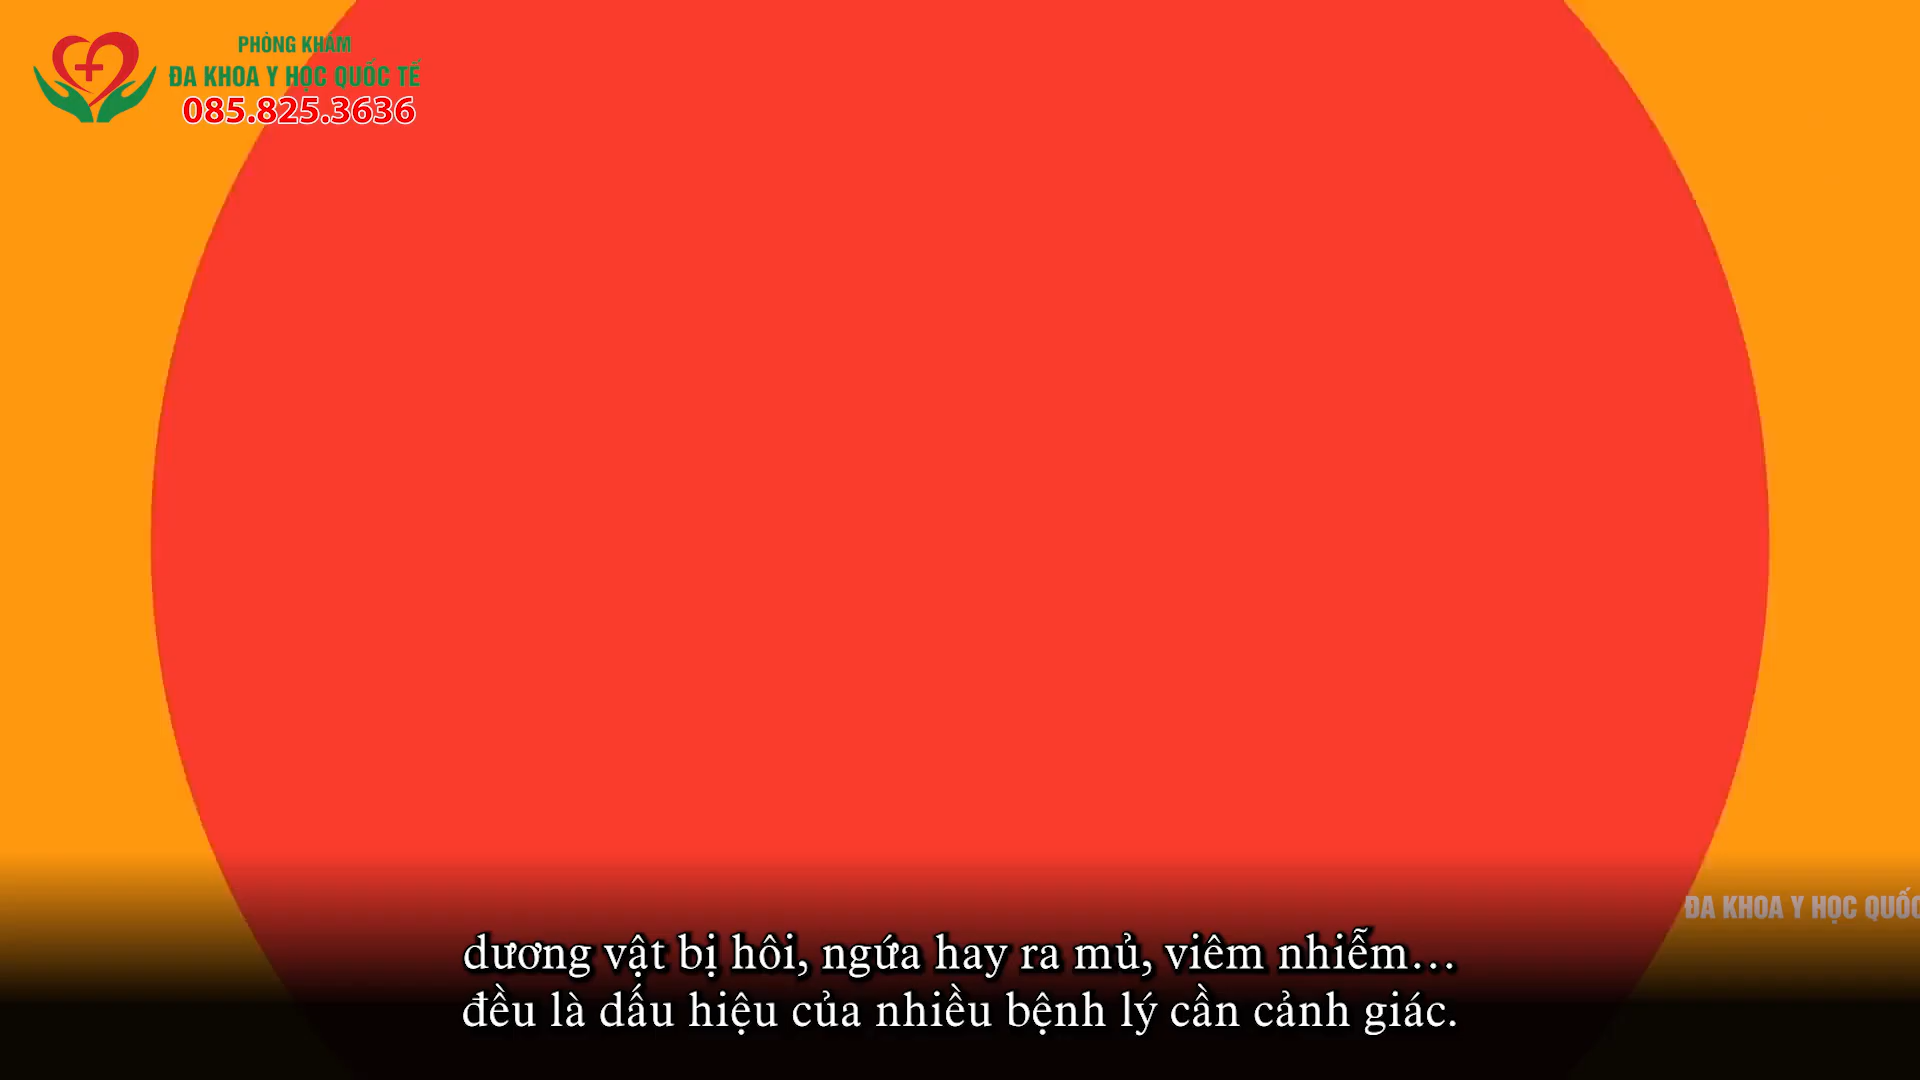 PHÒNG KHÁM
ĐA KHOA Y HỌC QUỐC TẾ
085.825.3636
ĐA KHOA Y HỌC QUỐC
dương vật bị hôi, ngứa hay ra mủ, viêm nhiễm...
đều là dấu hiệu của nhiều bệnh lý cần cảnh giác.